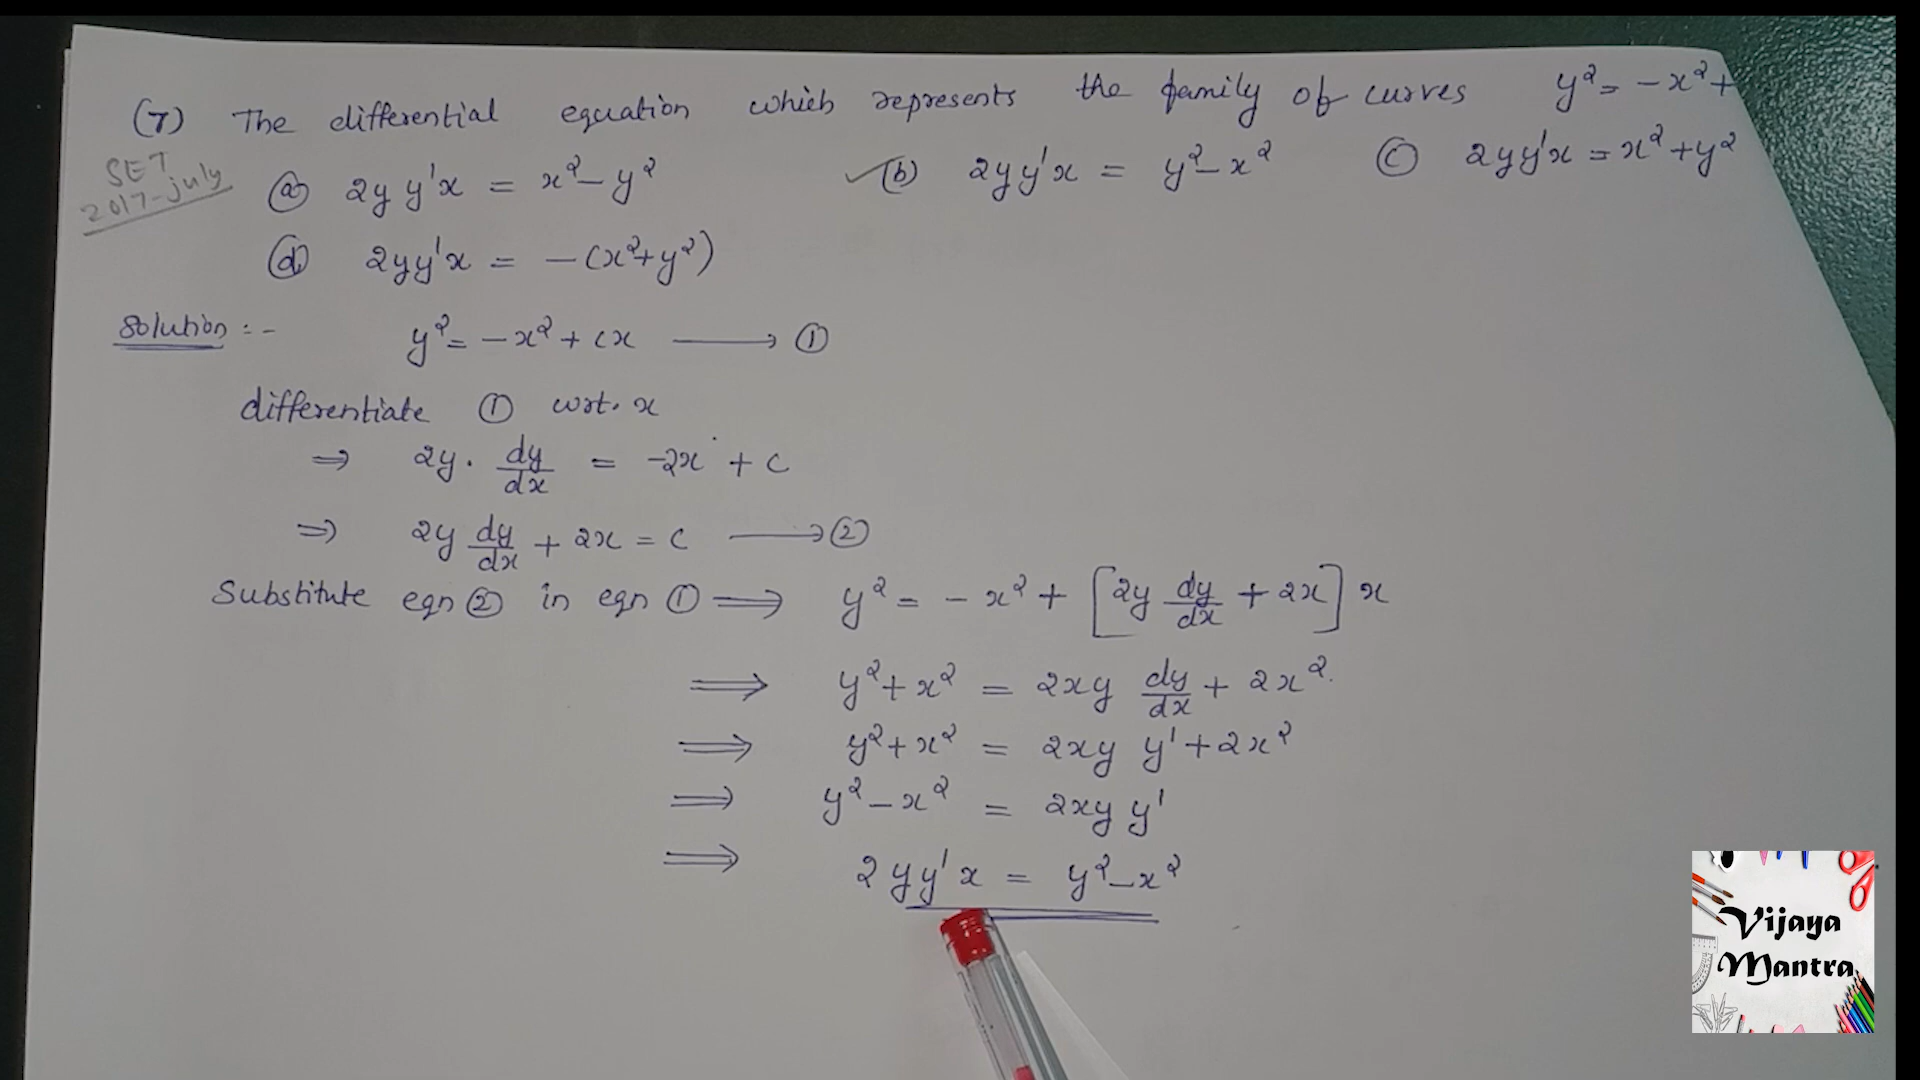 (7) The differential equation which represents the family of curves y² = -x² +
SET
2017-July
(a) 2yy'x = x² - y² (b) 2yy'x = y² - x² (c) 2yy'x = x² + y²
(d) 2yy'x = -(x² + y²)
Solution :- y² = -x² + cx ⟶ ①
differentiate ① wrt. x
⇒ 2y · dy/dx = -2x + c
⇒ 2y dy/dx + 2x = c ⟶ ②
Substitute eqn ② in eqn ① ⟹ y² = - x² + [2y dy/dx + 2x] x
⟹ y² + x² = 2xy dy/dx + 2x².
⟹ y² + x² = 2xy y' + 2x²
⟹ y² - x² = 2xy y'
⟹ 2yy'x = y² - x²
Vijaya
Mantra